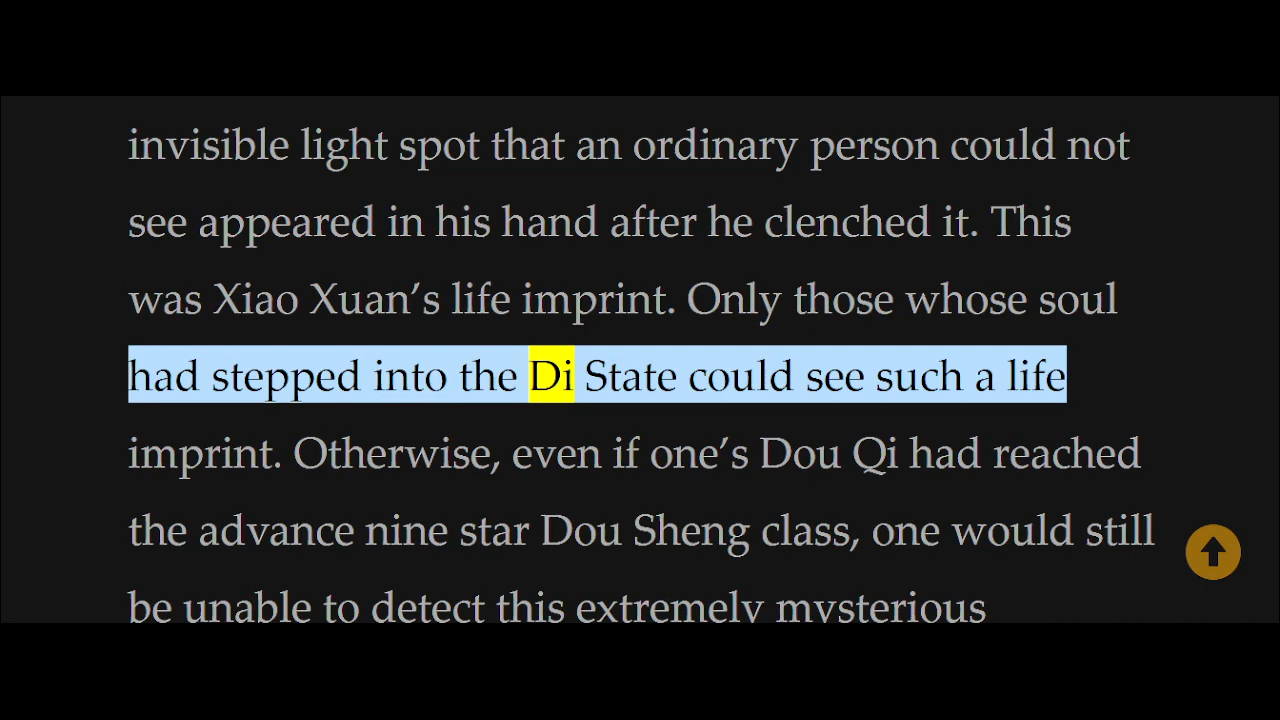 invisible light spot that an ordinary person could not
see appeared in his hand after he clenched it. This
was Xiao Xuan’s life imprint. Only those whose soul
had stepped into the Di State could see such a life
imprint. Otherwise, even if one’s Dou Qi had reached
the advance nine star Dou Sheng class, one would still
be unable to detect this extremely mysterious